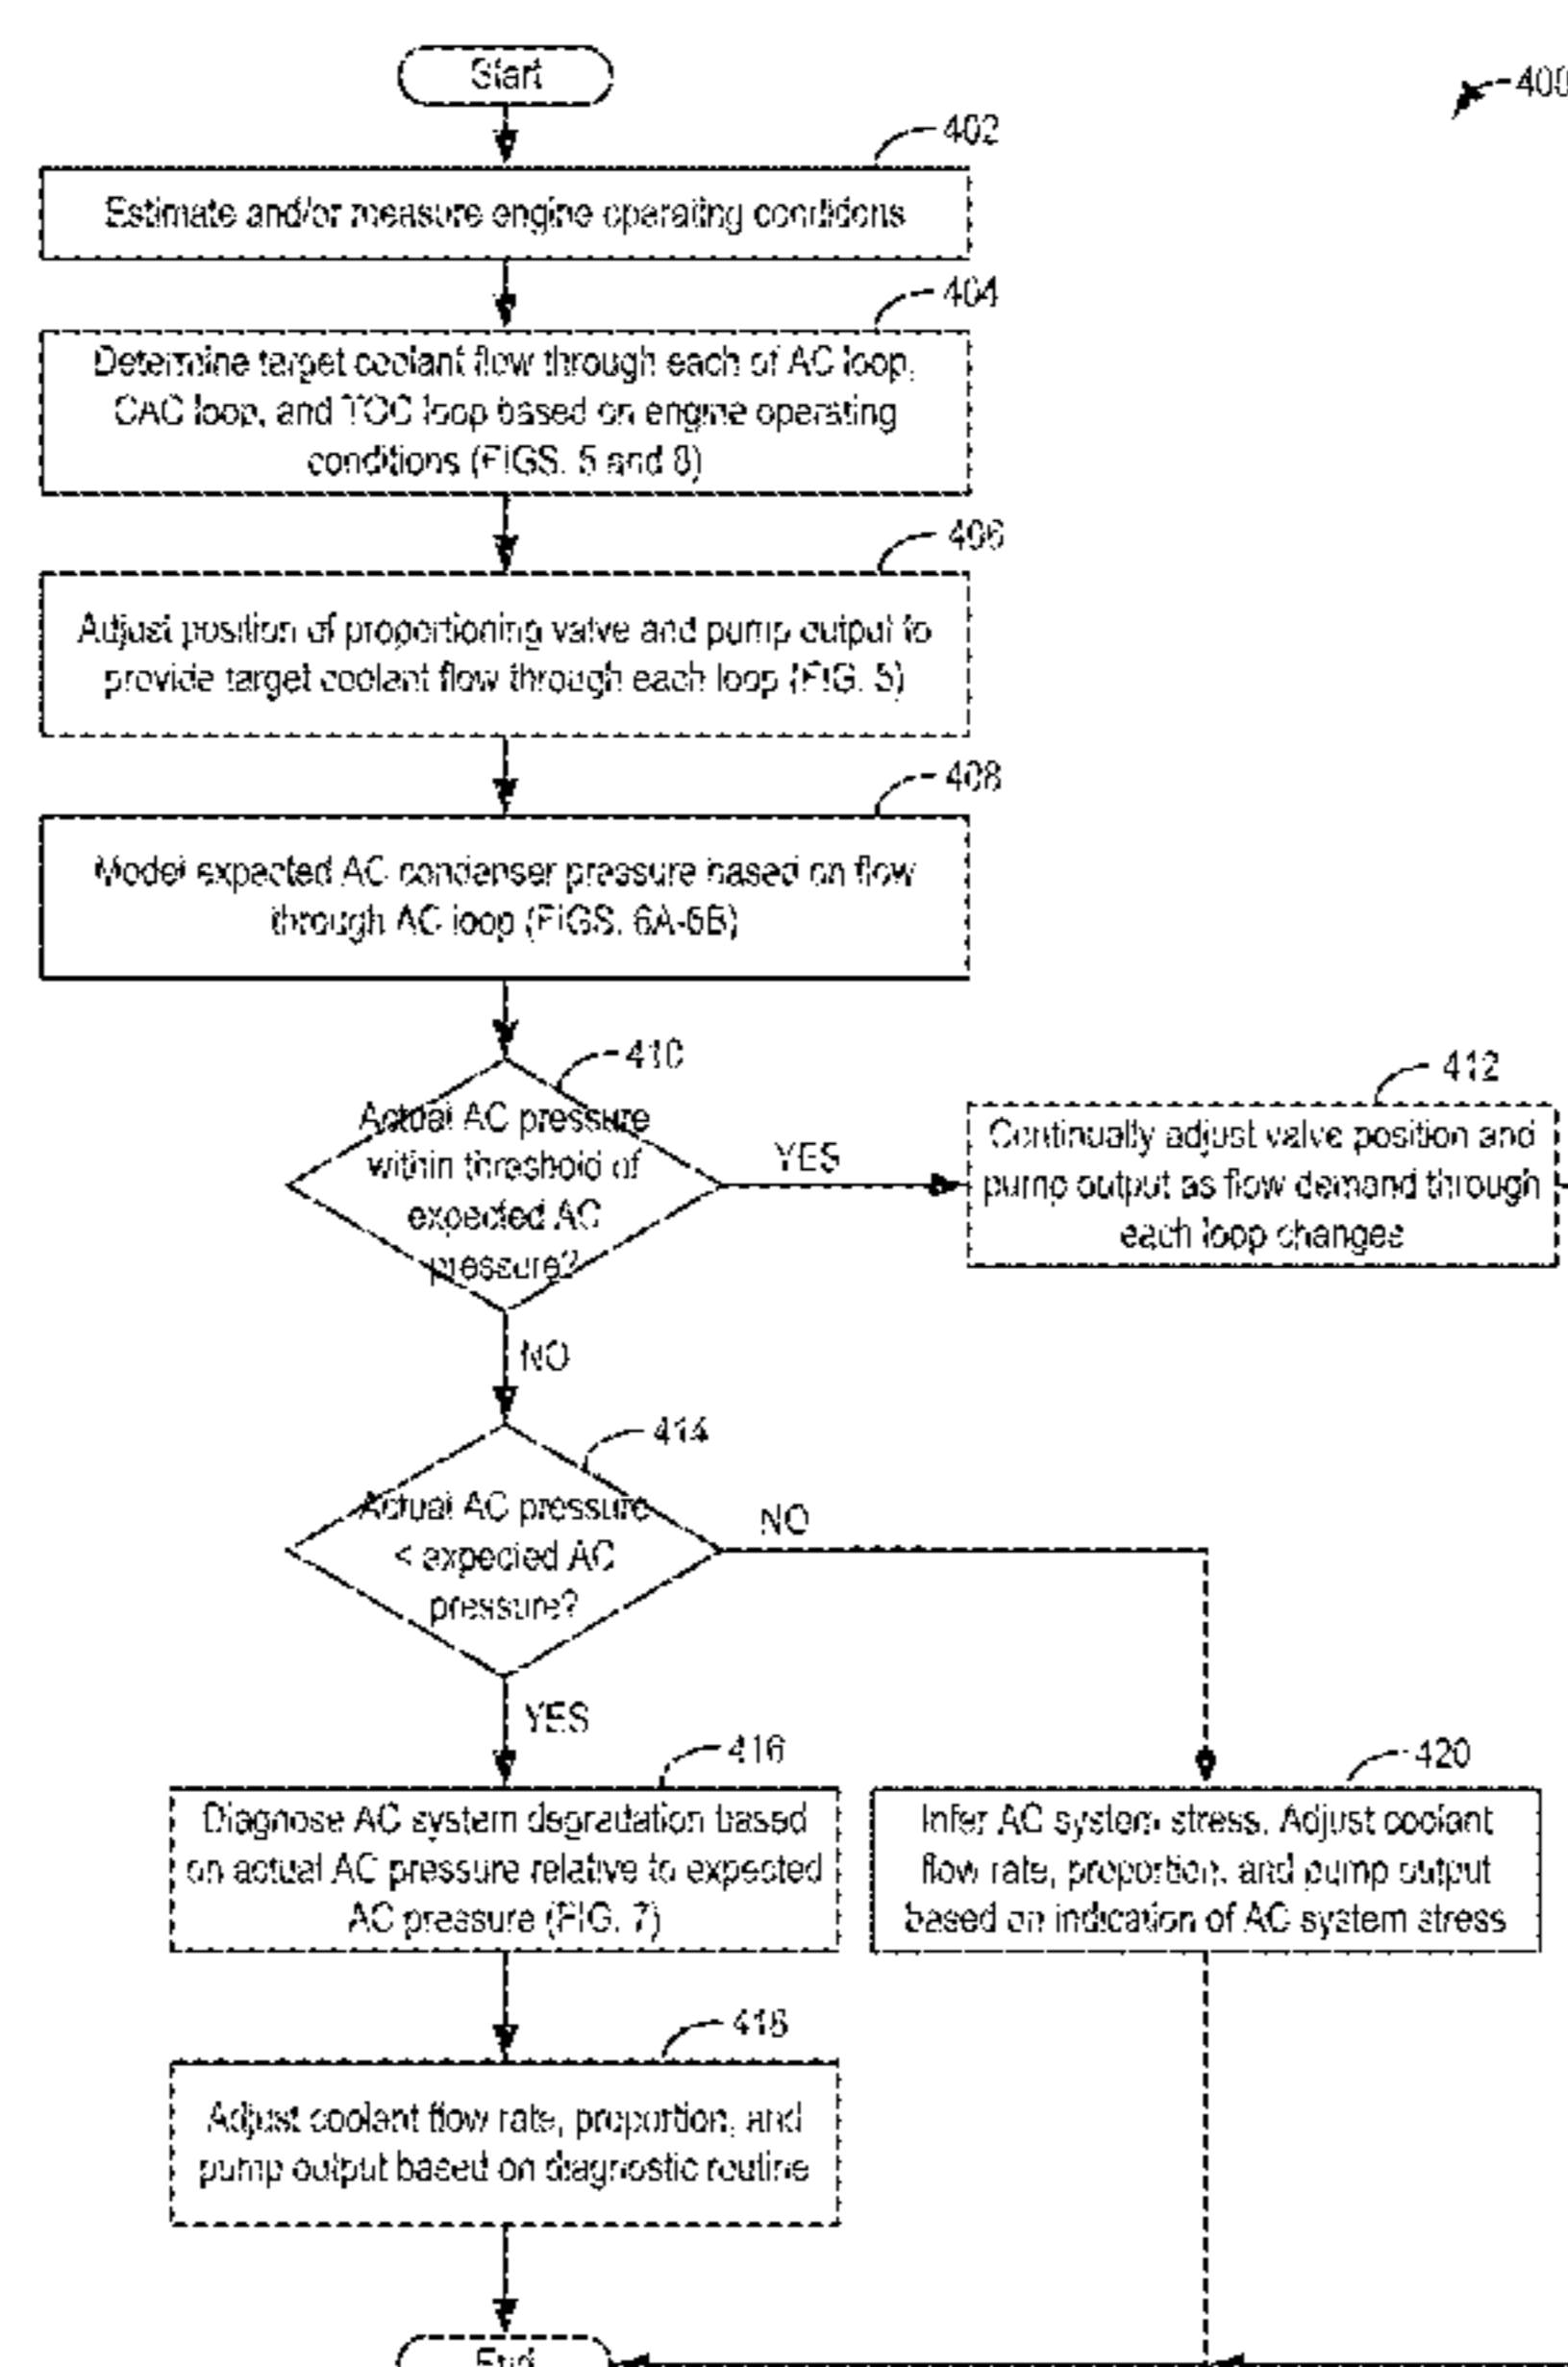 Start
400
402
Estimate and/or measure engine operating conditions
404
Determine target coolant flow through each of AC loop,
CAC loop, and TOC loop based on engine operating
conditions (FIGS. 5 and 8)
406
Adjust position of proportioning valve and pump output to
provide target coolant flow through each loop (FIG. 5)
408
Model expected AC condenser pressure based on flow
through AC loop (FIGS. 6A-6B)
410
Actual AC pressure
within threshold of
expected AC
pressure?
YES
412
Continually adjust valve position and
pump output as flow demand through
each loop changes
NO
414
Actual AC pressure
< expected AC
pressure?
NO
YES
416
Diagnose AC system degradation based
on actual AC pressure relative to expected
AC pressure (FIG. 7)
420
Infer AC system stress. Adjust coolant
flow rate, proportion, and pump output
based on indication of AC system stress
418
Adjust coolant flow rate, proportion, and
pump output based on diagnostic routine
End